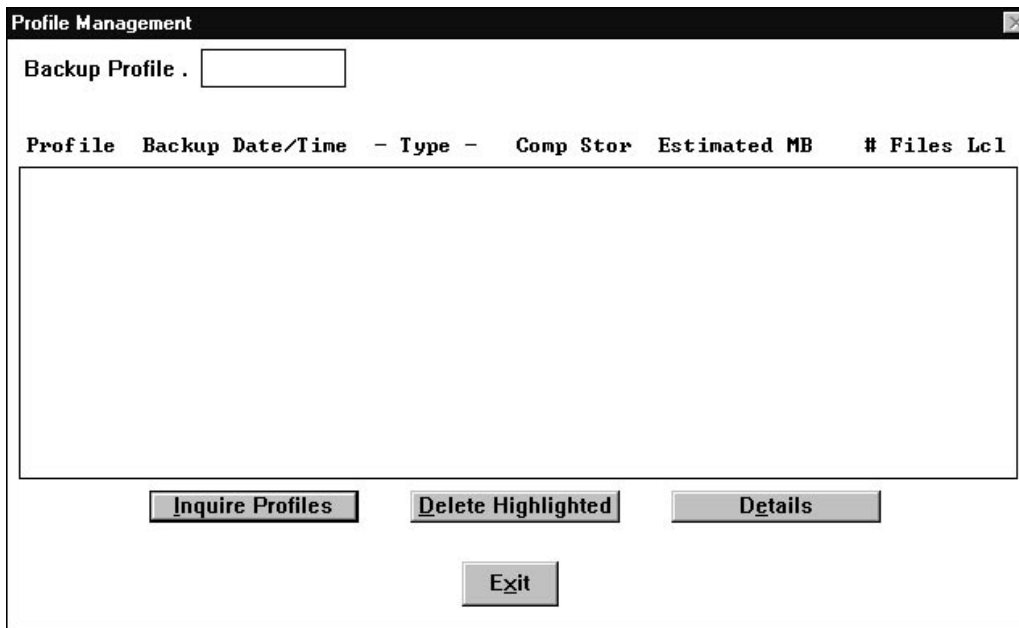 Profile Management
Backup Profile .
Profile Backup Date/Time - Type - Comp Stor Estimated MB # Files Lcl
Inquire Profiles Delete Highlighted Details
Exit